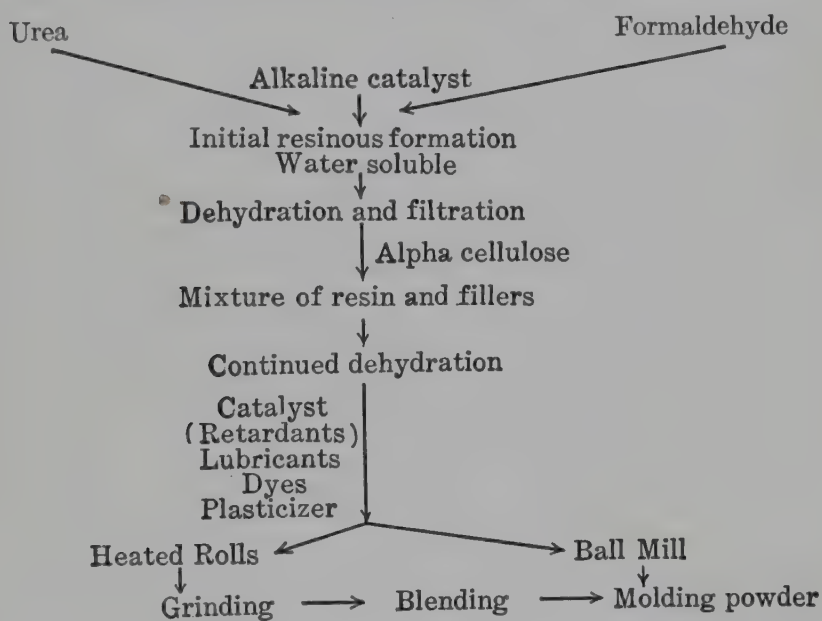 Urea
Formaldehyde
Alkaline catalyst
Initial resinous formation
Water soluble
Dehydration and filtration
Alpha cellulose
Mixture of resin and fillers
Continued dehydration
Catalyst
(Retardants)
Lubricants
Dyes
Plasticizer
Heated Rolls
Ball Mill
Grinding
Blending
Molding powder